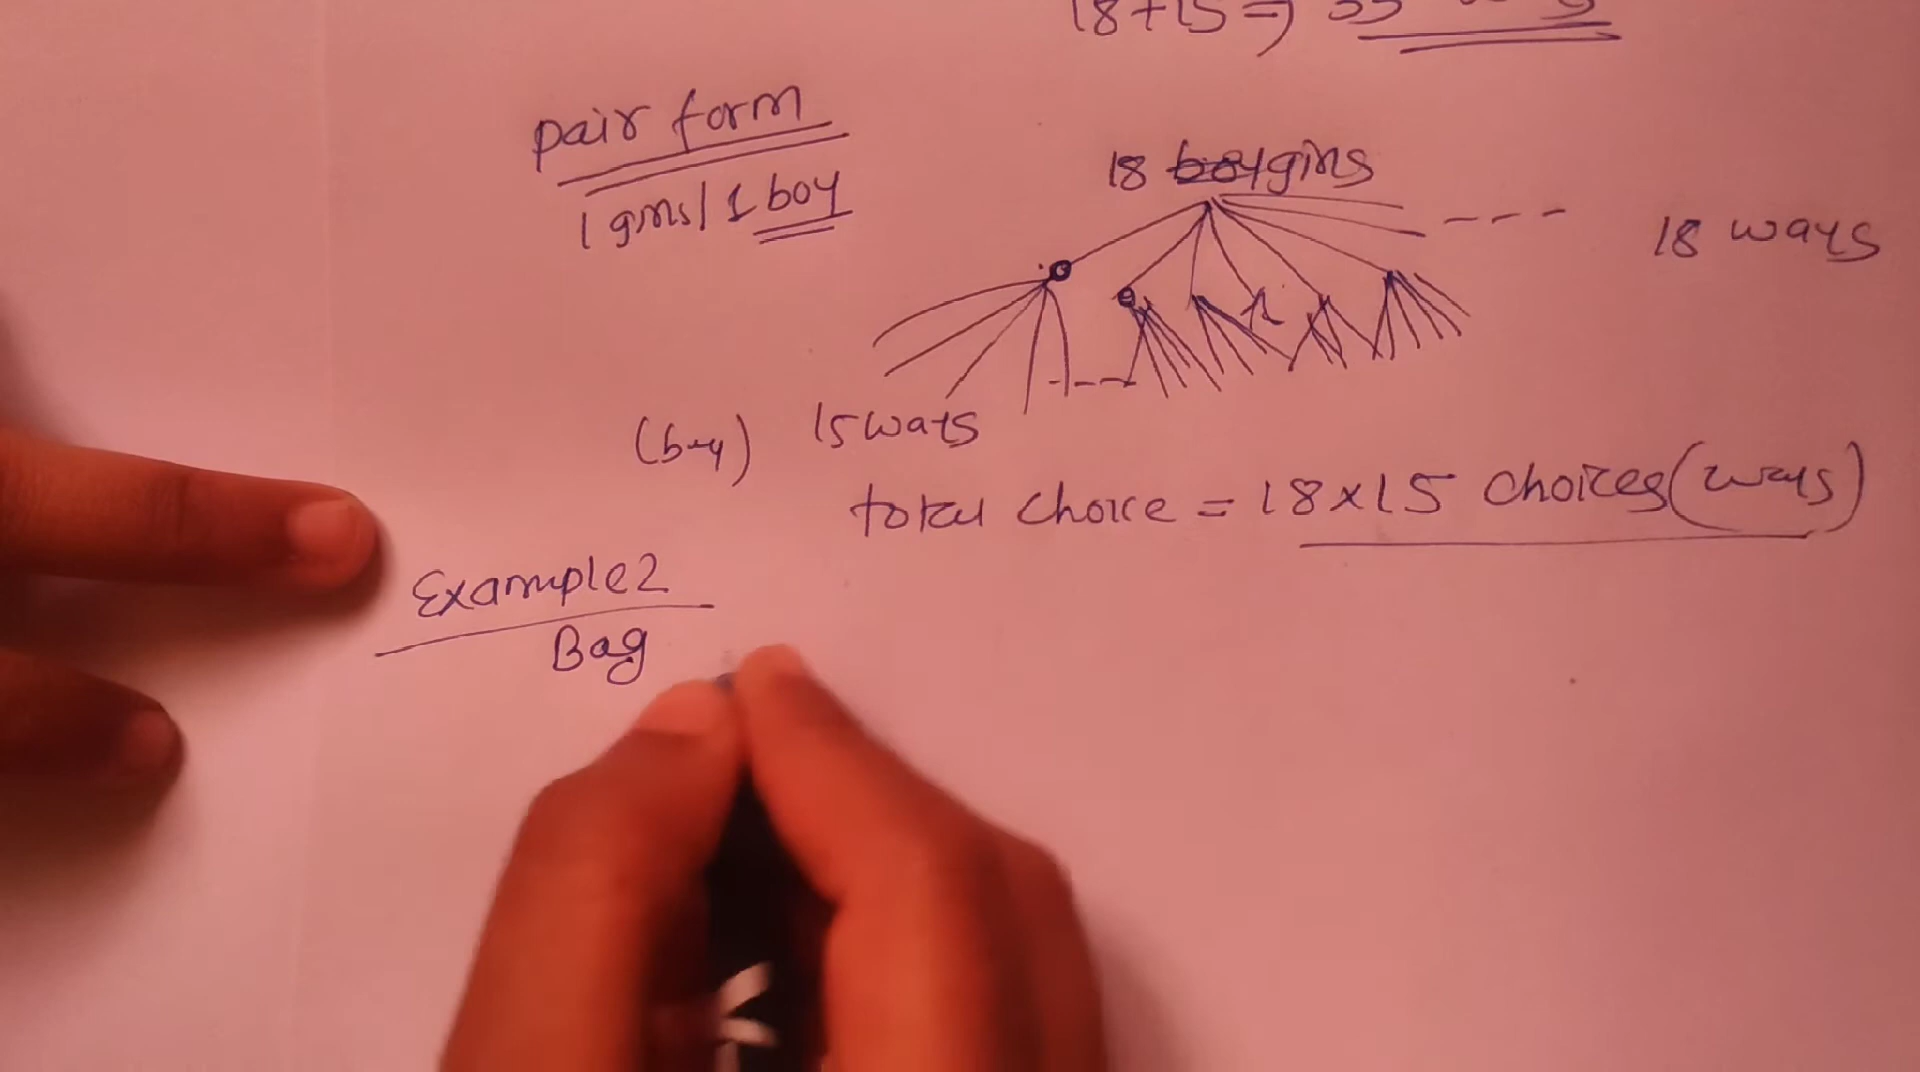 18+15⇒ 33
pair form
1 girls/1 boy
18 girls
18 ways
(boy) 15 ways
total choice = 18×15 choices (ways)
Example 2
Bag